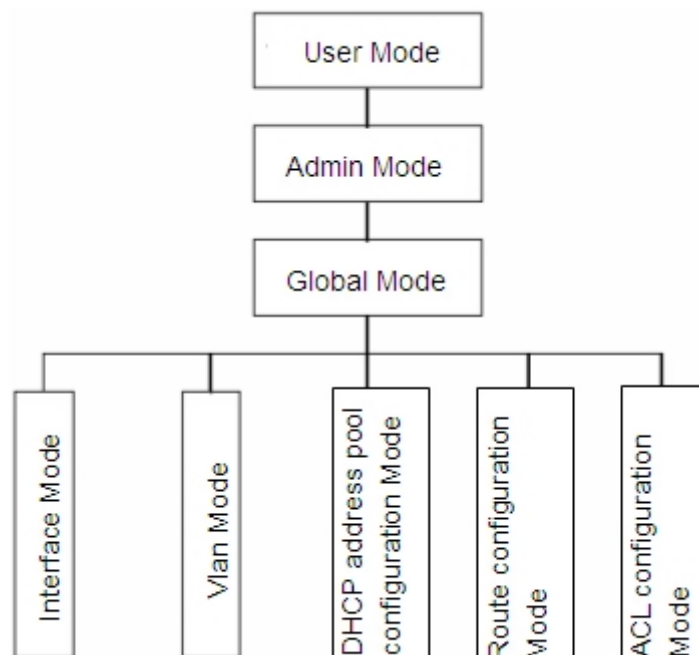 User Mode
Admin Mode
Global Mode
Interface Mode
Vlan Mode
DHCP address pool
configuration Mode
Route configuration
Mode
ACL configuration
Mode